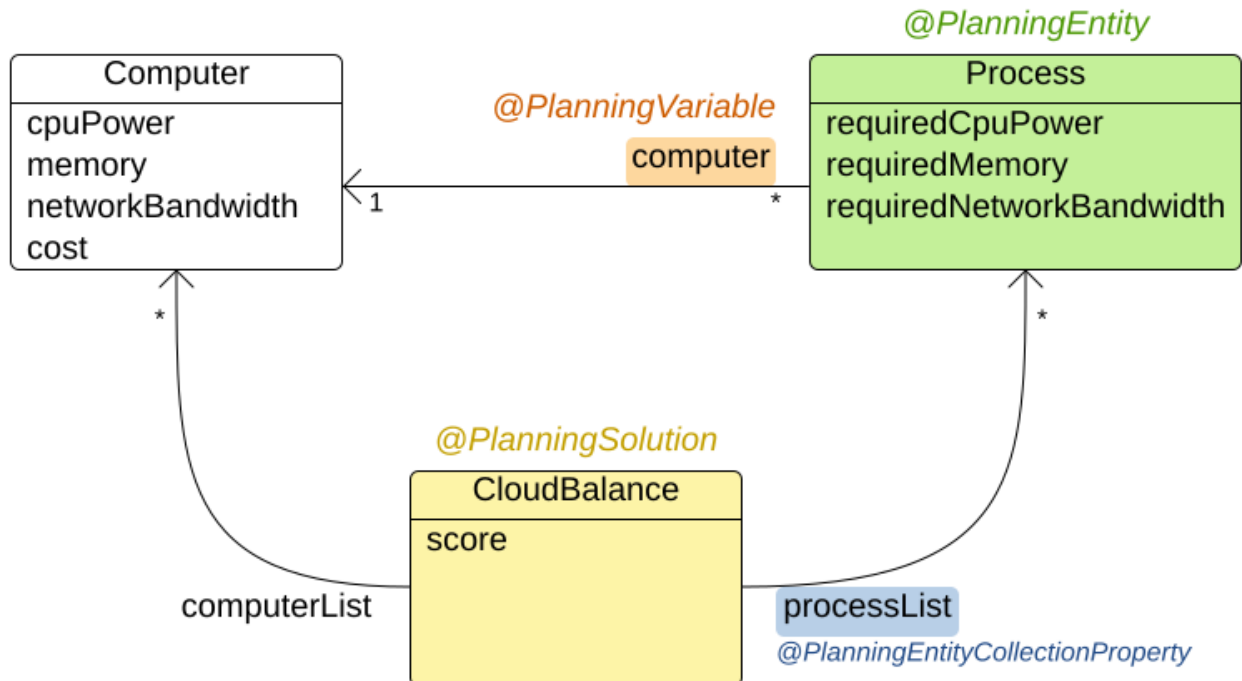 @PlanningEntity
Computer
Process
cpuPower
memory
networkBandwidth
cost
@PlanningVariable
computer
1
*
requiredCpuPower
requiredMemory
requiredNetworkBandwidth
*
*
@PlanningSolution
CloudBalance
score
computerList
processList
@PlanningEntityCollectionProperty